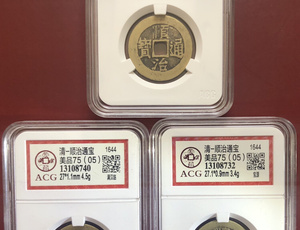 順
寶 通
治
清-顺治通宝 1644
美品75(05)
13108740
ACG 27*1.1mm 4.5g
清-顺治通宝 1644
美品75(05)
13108732
ACG 27.1*0.9mm 3.4g